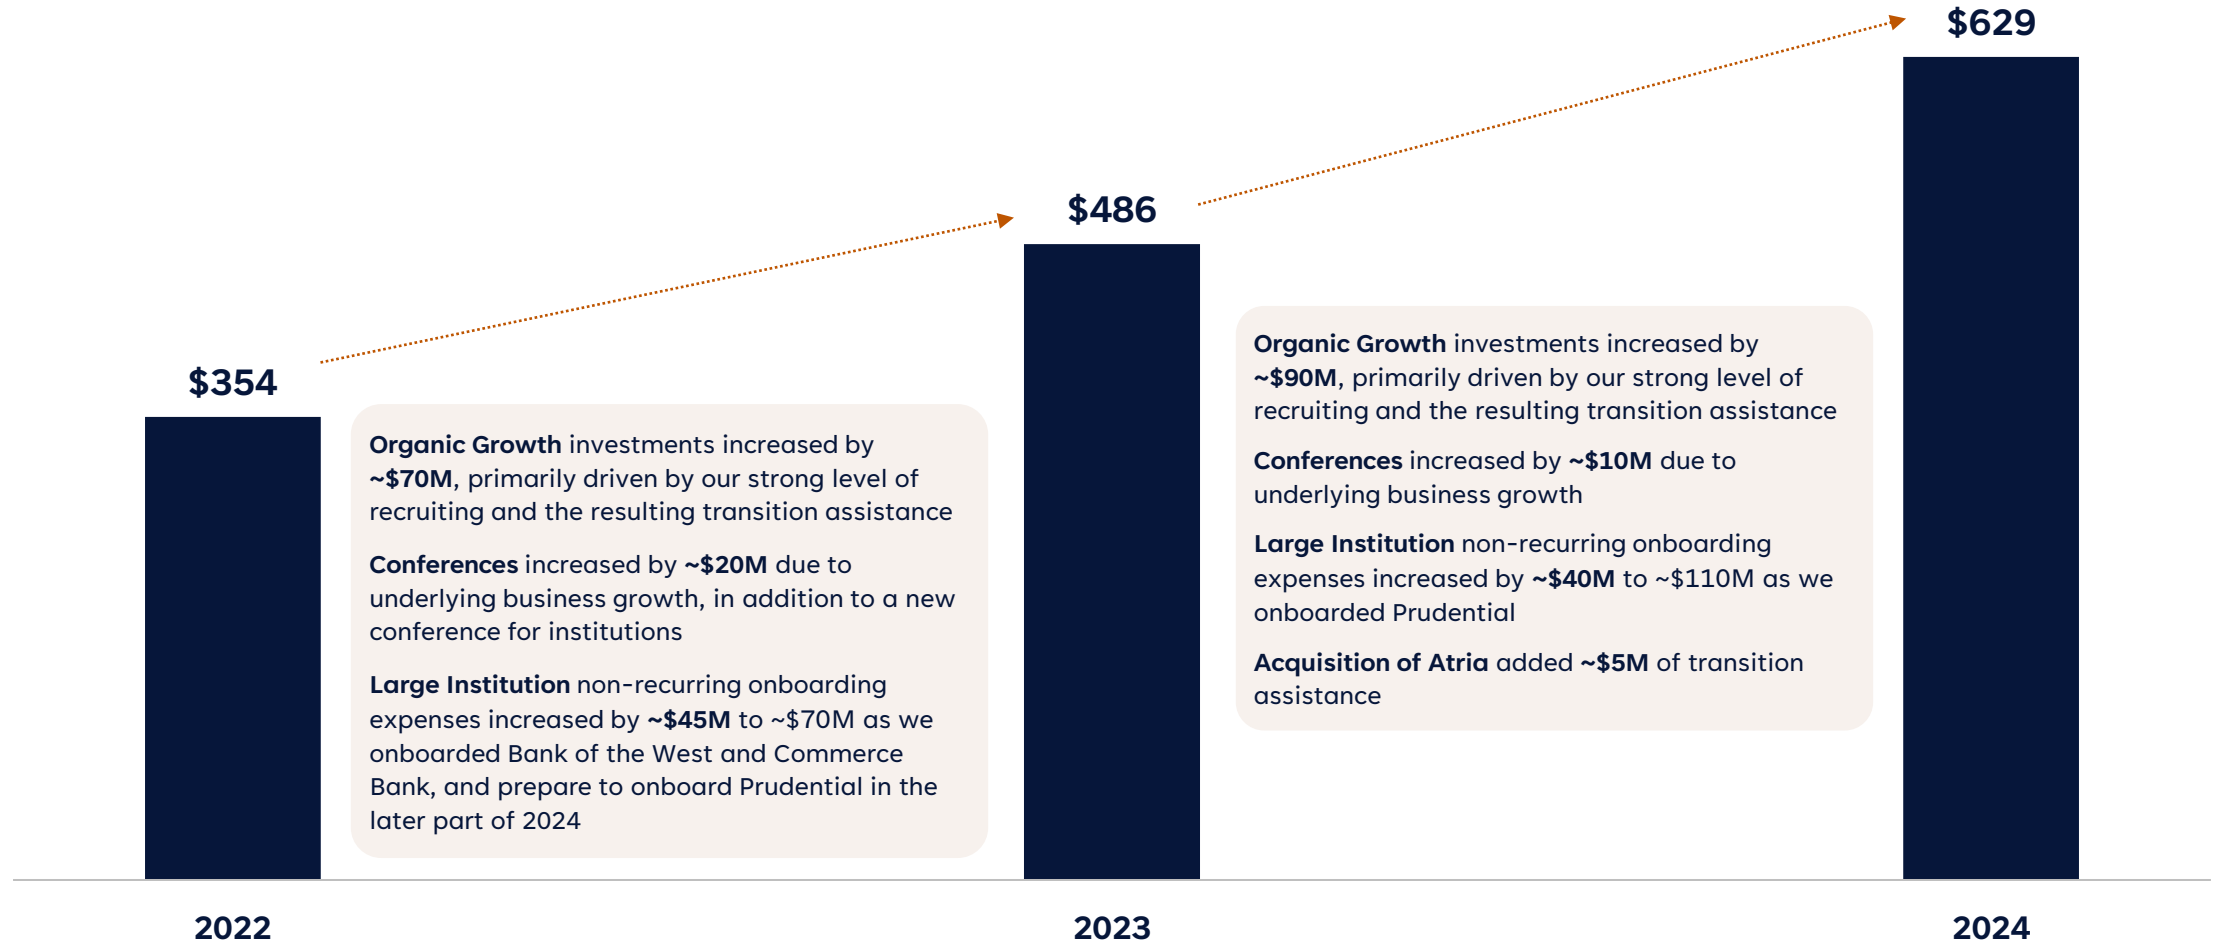 $354
$486
$629
Organic Growth investments increased by
~$70M, primarily driven by our strong level of
recruiting and the resulting transition assistance
Conferences increased by ~$20M due to
underlying business growth, in addition to a new
conference for institutions
Large Institution non-recurring onboarding
expenses increased by ~$45M to ~$70M as we
onboarded Bank of the West and Commerce
Bank, and prepare to onboard Prudential in the
later part of 2024
Organic Growth investments increased by
~$90M, primarily driven by our strong level of
recruiting and the resulting transition assistance
Conferences increased by ~$10M due to
underlying business growth
Large Institution non-recurring onboarding
expenses increased by ~$40M to ~$110M as we
onboarded Prudential
Acquisition of Atria added ~$5M of transition
assistance
2022
2023
2024